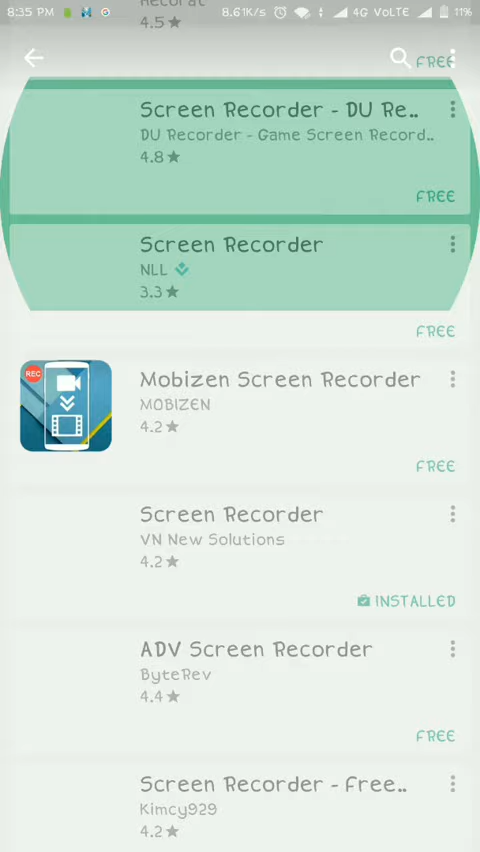 8:35 PM 8.61K/s 4G VoLTE 11%
Recorat
4.5★
FREE
Screen Recorder - DU Re..
DU Recorder - Game Screen Record..
4.8★
FREE
Screen Recorder
NLL
3.3★
FREE
REC
Mobizen Screen Recorder
MOBIZEN
4.2★
FREE
Screen Recorder
VN New Solutions
4.2★
INSTALLED
ADV Screen Recorder
ByteRev
4.4★
FREE
Screen Recorder - Free..
Kimcy929
4.2★